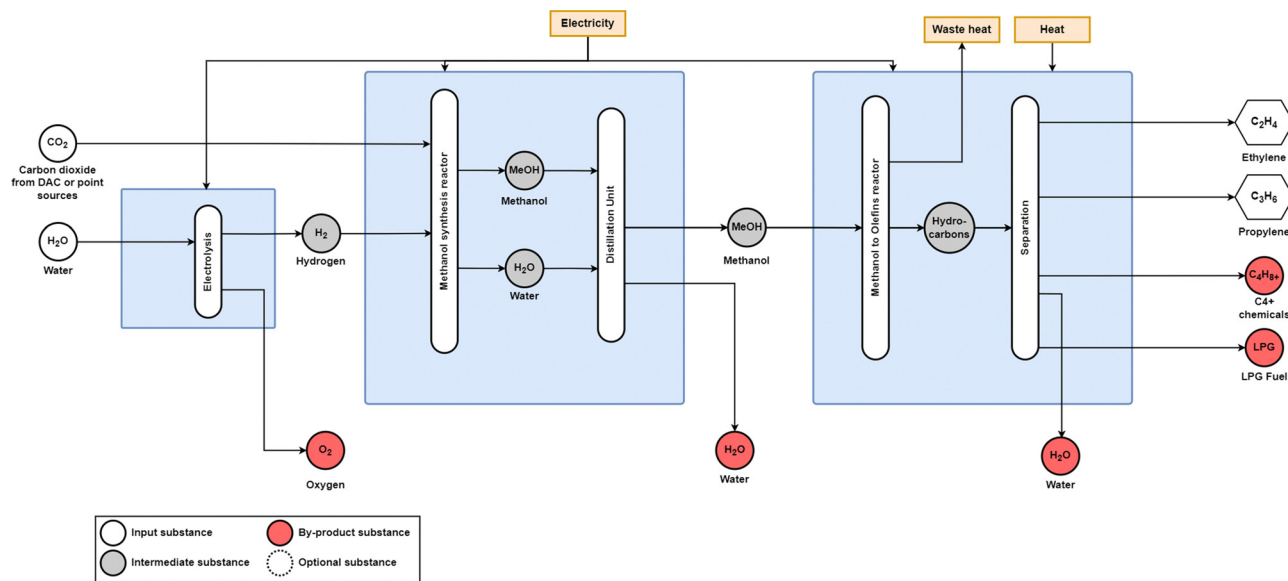 Electricity
Waste heat
Heat
CO2
Carbon dioxide
from DAC or point
sources
H2O
Water
Electrolysis
H2
Hydrogen
O2
Oxygen
Methanol synthesis reactor
MeOH
Methanol
H2O
Water
Distillation Unit
MeOH
Methanol
H2O
Water
Methanol to Olefins reactor
Hydro-
carbons
Separation
C2H4
Ethylene
C3H6
Propylene
C4H8+
C4+
chemicals
LPG
LPG Fuel
H2O
Water
Input substance
By-product substance
Intermediate substance
Optional substance